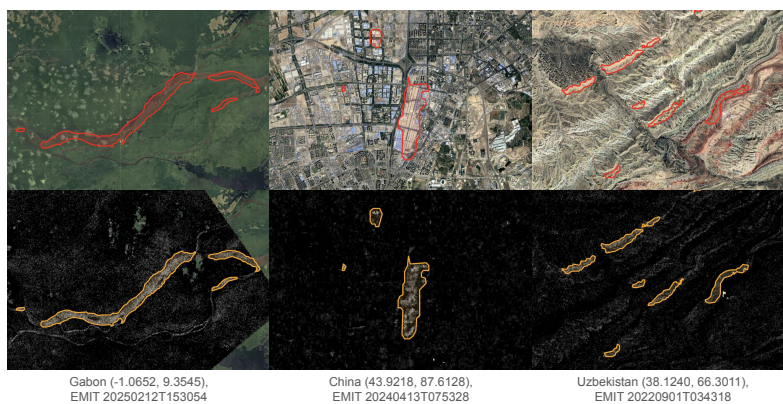 Gabon (-1.0652, 9.3545),
EMIT 20250212T153054
China (43.9218, 87.6128),
EMIT 20240413T075328
Uzbekistan (38.1240, 66.3011),
EMIT 20220901T034318